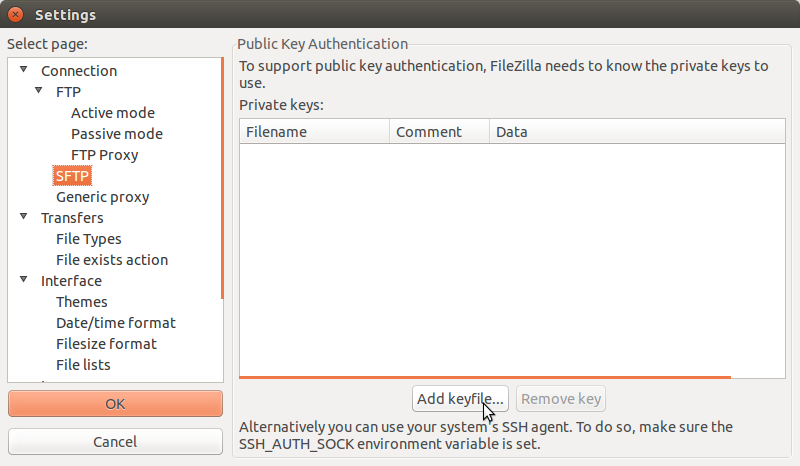 Settings
Select page:
Connection
FTP
Active mode
Passive mode
FTP Proxy
SFTP
Generic proxy
Transfers
File Types
File exists action
Interface
Themes
Date/time format
Filesize format
File lists
OK
Cancel
Public Key Authentication
To support public key authentication, FileZilla needs to know the private keys to
use.
Private keys:
Filename Comment Data
Add keyfile... Remove key
Alternatively you can use your system's SSH agent. To do so, make sure the
SSH_AUTH_SOCK environment variable is set.